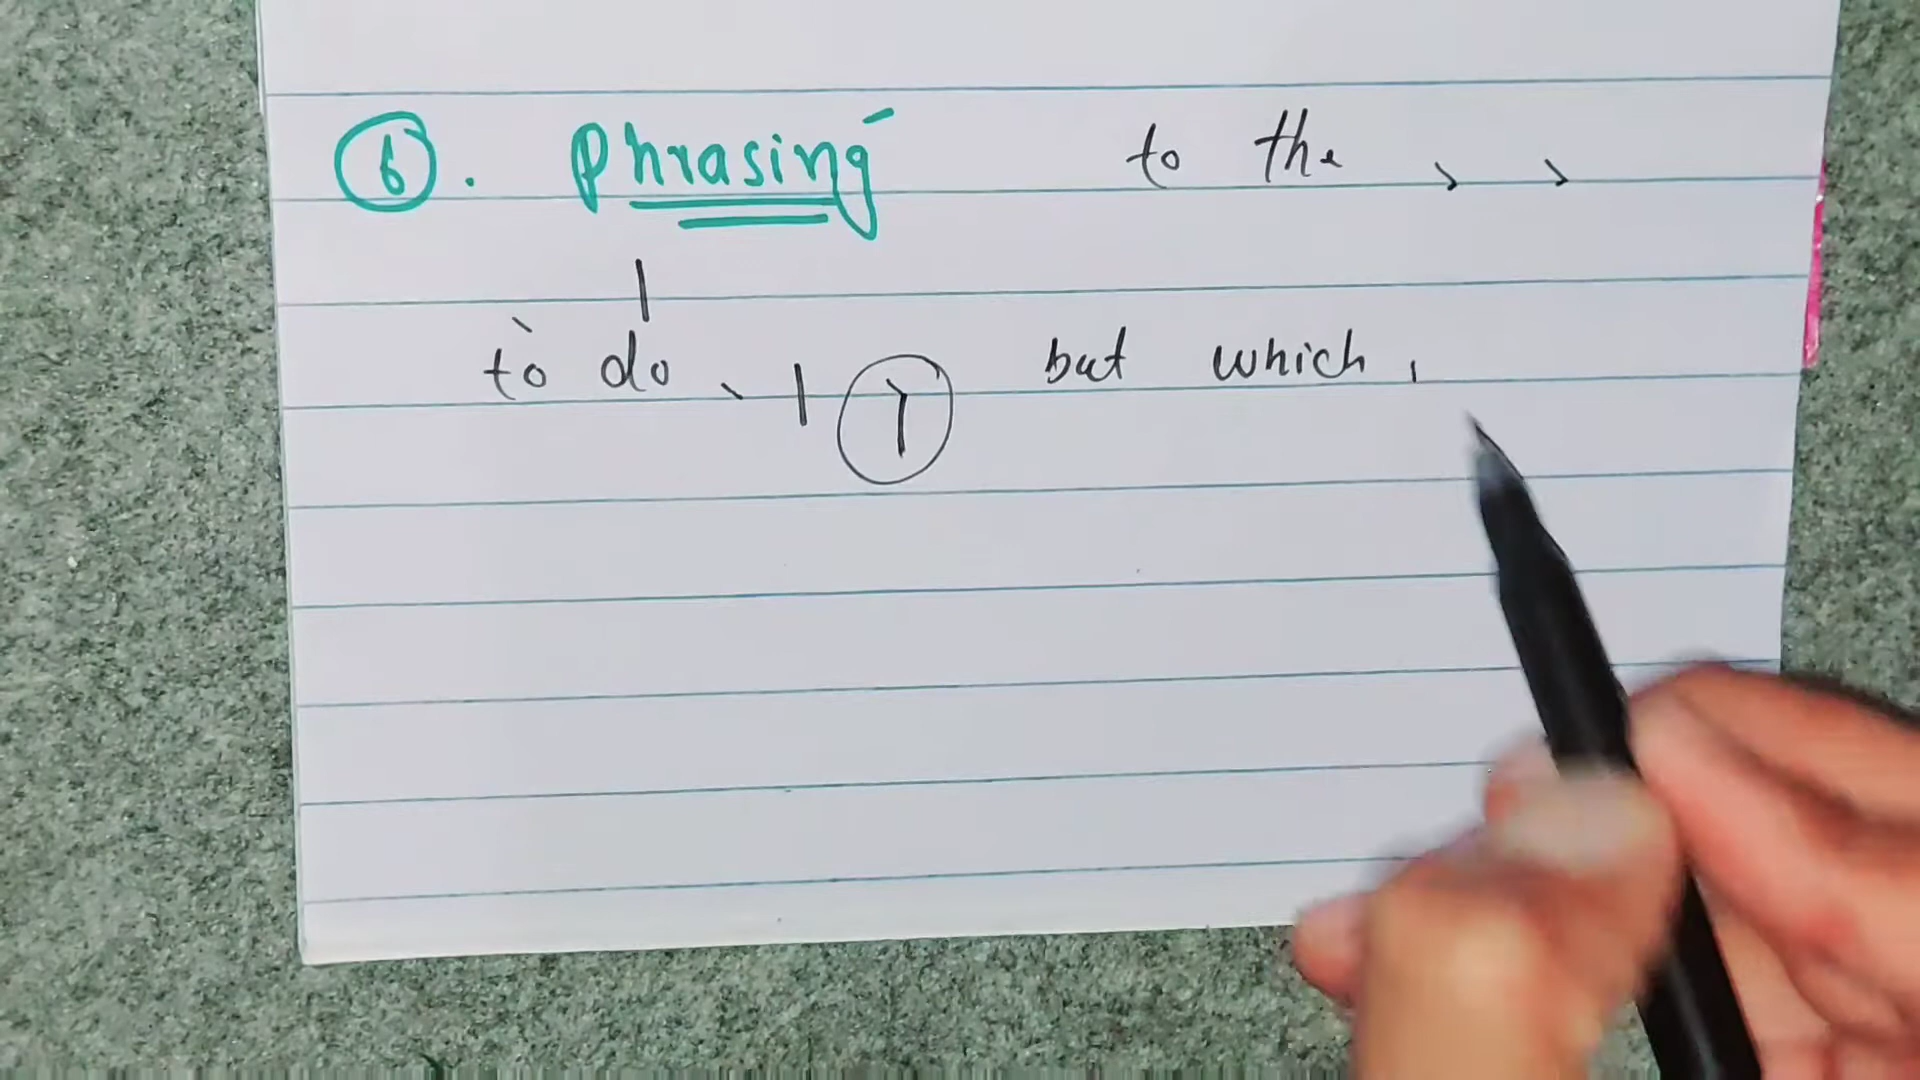 6. Phrasing to the
to do but which,